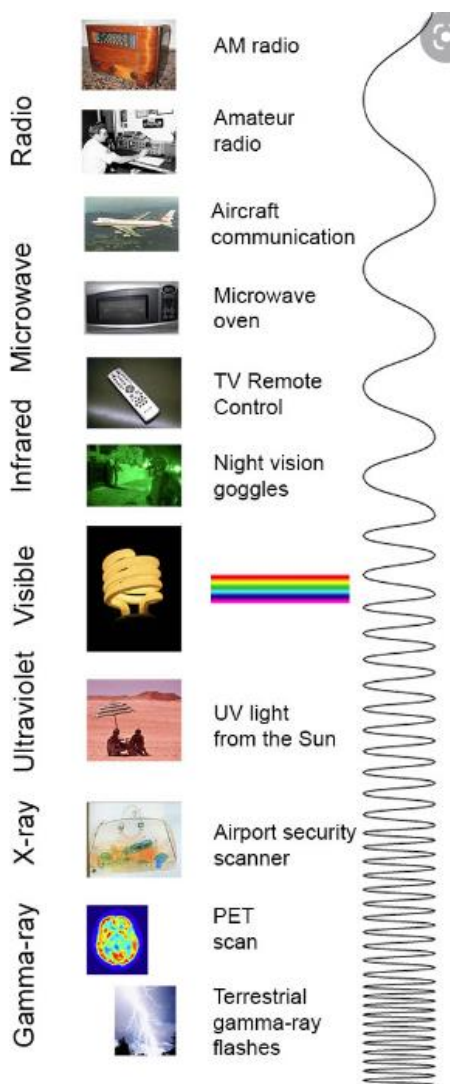 Radio
AM radio
Amateur
radio
Aircraft
communication
Microwave
Microwave
oven
Infrared
TV Remote
Control
Night vision
goggles
Visible
Ultraviolet
UV light
from the Sun
X-ray
Airport security
scanner
Gamma-ray
PET
scan
Terrestrial
gamma-ray
flashes